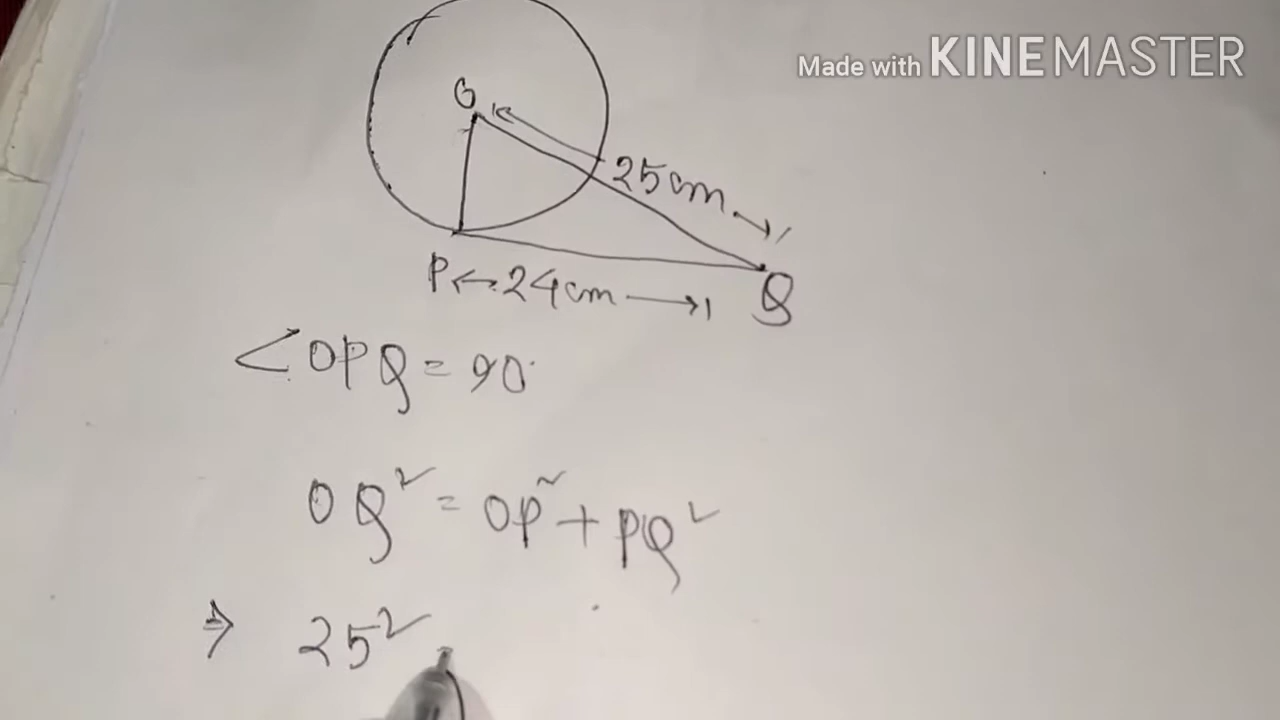 Made with KINEMASTER
O
25cm
P 24cm Q
∠OPQ = 90°
OQ² = OP² + PQ²
⇒ 25²